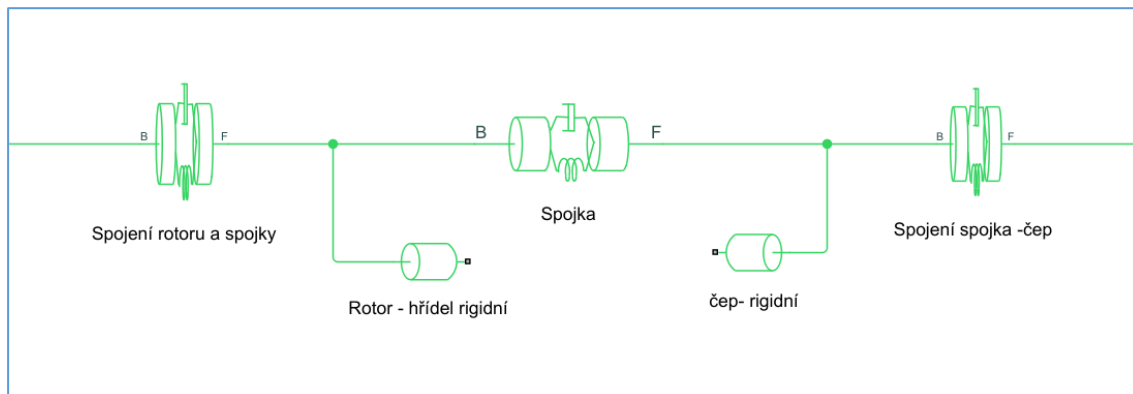 B
F
Spojení rotoru a spojky
B
F
Spojka
B
F
Spojení spojka -čep
Rotor - hřídel rigidní
čep- rigidní